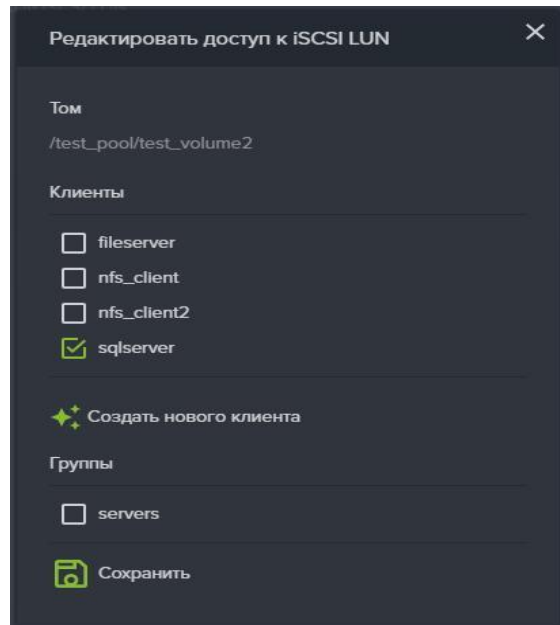 Редактировать доступ к iSCSI LUN
Том
/test_pool/test_volume2
Клиенты
fileserver
nfs_client
nfs_client2
sqlserver
Создать нового клиента
Группы
servers
Сохранить